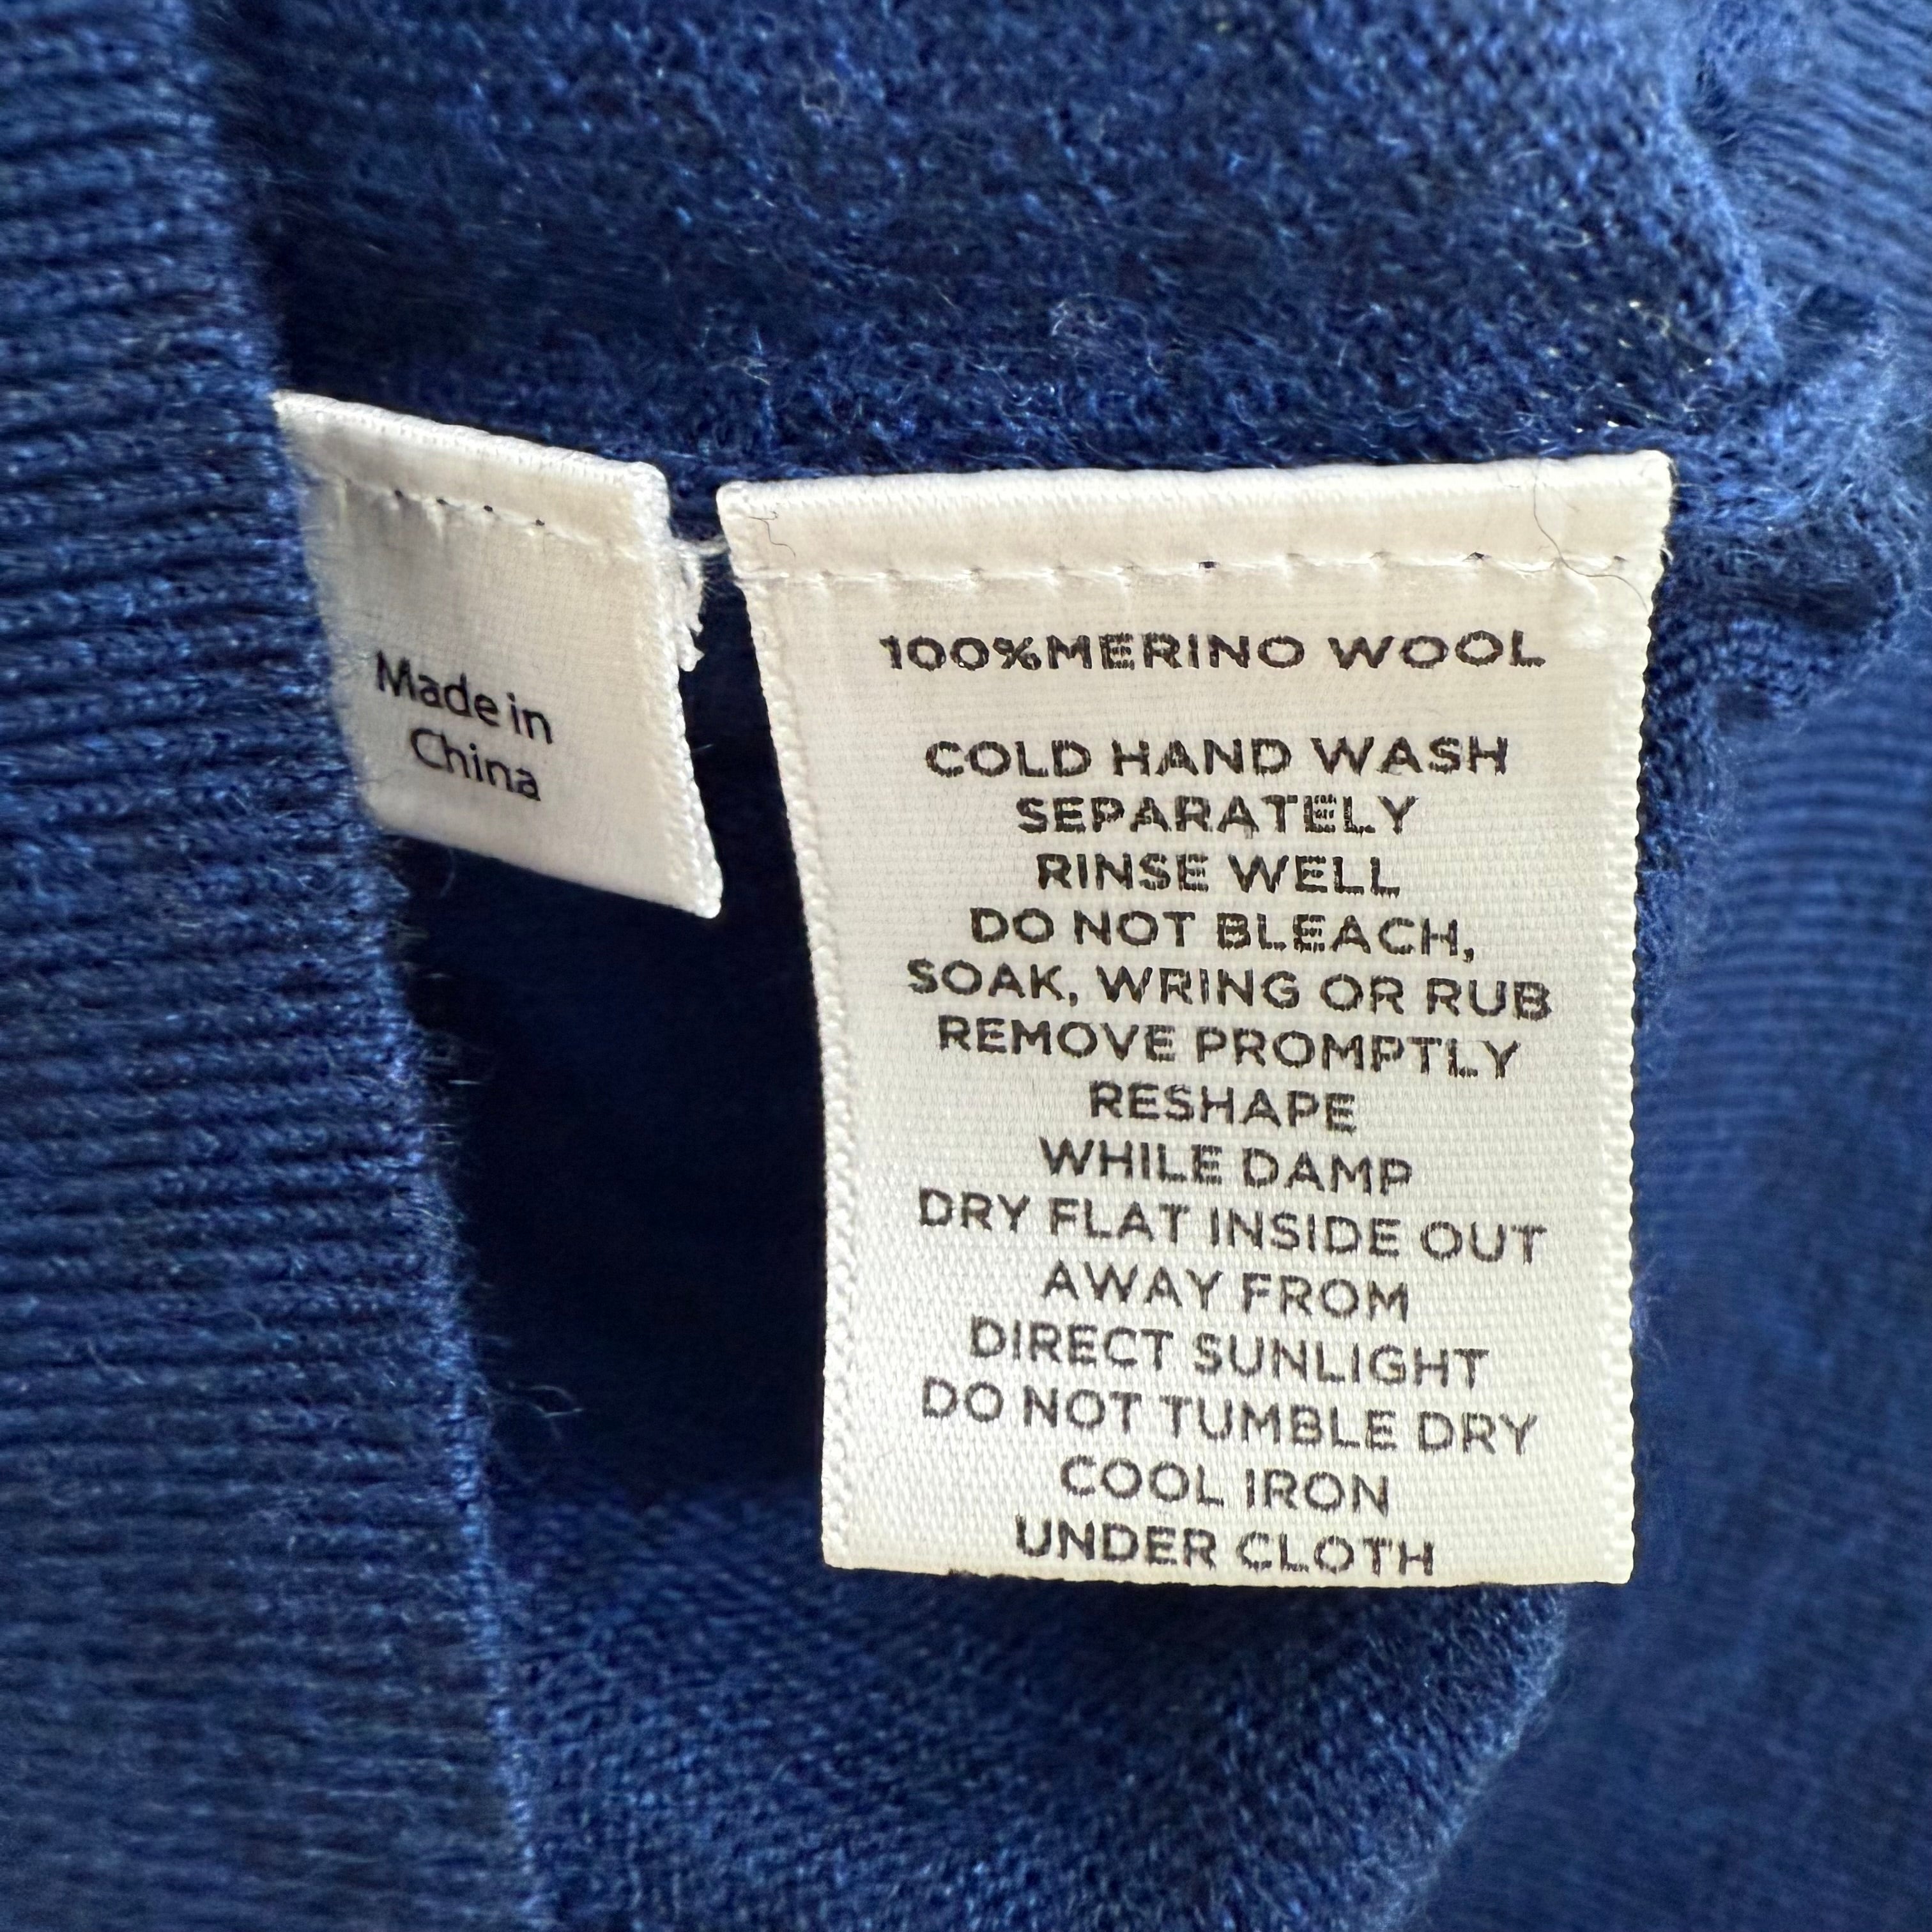 Made in
China
100%MERINO WOOL
COLD HAND WASH
SEPARATELY
RINSE WELL
DO NOT BLEACH,
SOAK, WRING OR RUB
REMOVE PROMPTLY
RESHAPE
WHILE DAMP
DRY FLAT INSIDE OUT
AWAY FROM
DIRECT SUNLIGHT
DO NOT TUMBLE DRY
COOL IRON
UNDER CLOTH